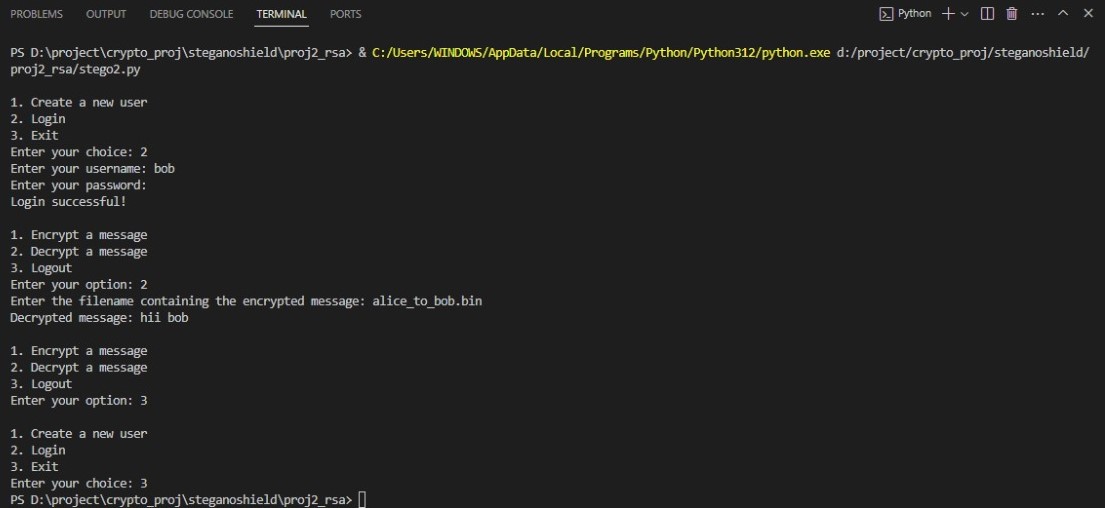 PROBLEMS OUTPUT DEBUG CONSOLE TERMINAL PORTS Python
PS D:\project\crypto_proj\steganoshield\proj2_rsa> & C:/Users/WINDOWS/AppData/Local/Programs/Python/Python312/python.exe d:/project/crypto_proj/steganoshield/
proj2_rsa/stego2.py
1. Create a new user
2. Login
3. Exit
Enter your choice: 2
Enter your username: bob
Enter your password:
Login successful!
1. Encrypt a message
2. Decrypt a message
3. Logout
Enter your option: 2
Enter the filename containing the encrypted message: alice_to_bob.bin
Decrypted message: hii bob
1. Encrypt a message
2. Decrypt a message
3. Logout
Enter your option: 3
1. Create a new user
2. Login
3. Exit
Enter your choice: 3
PS D:\project\crypto_proj\steganoshield\proj2_rsa>